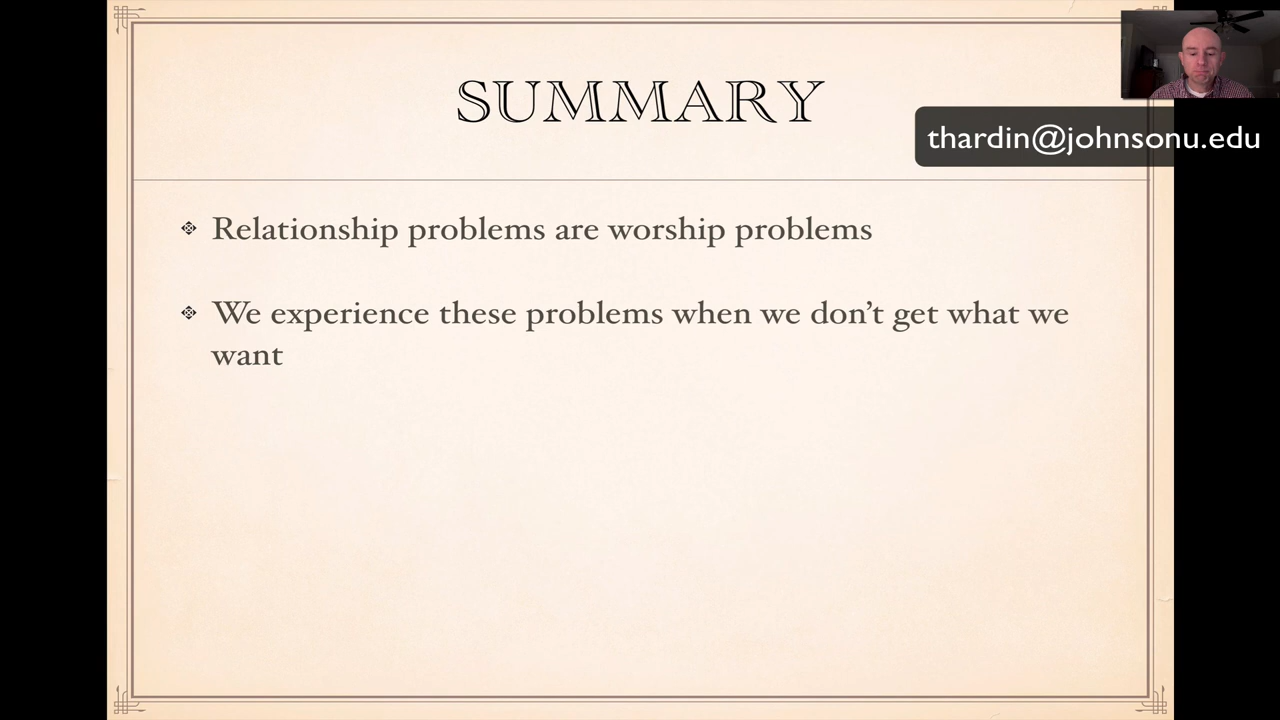 SUMMARY
thardin@johnsonu.edu
Relationship problems are worship problems
We experience these problems when we don’t get what we
want